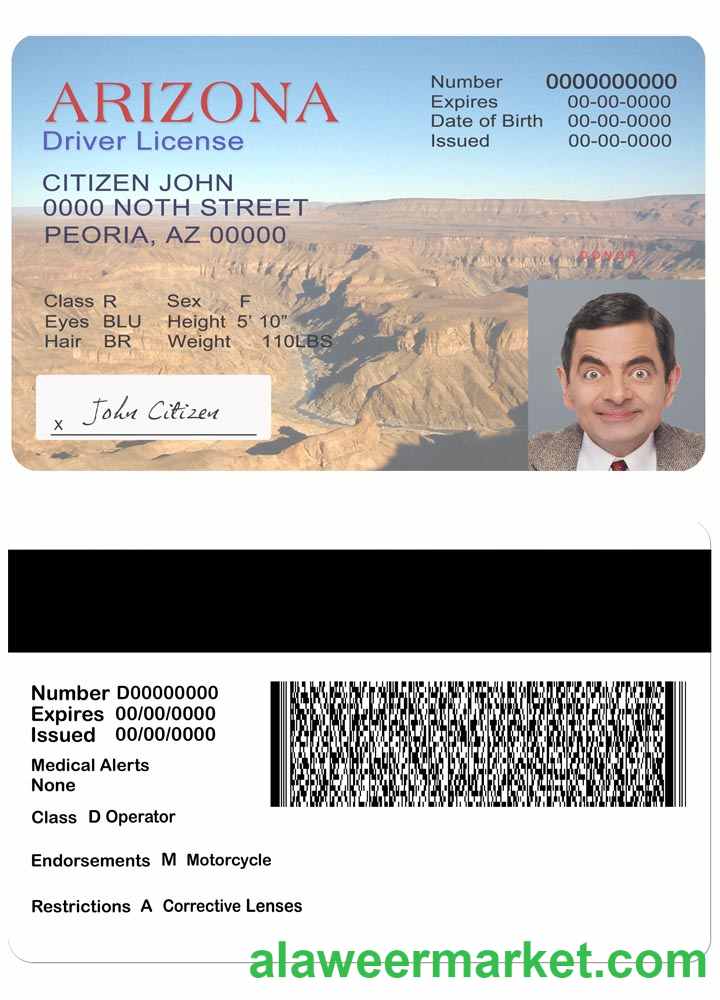 ARIZONA
Driver License
Number 0000000000
Expires 00-00-0000
Date of Birth 00-00-0000
Issued 00-00-0000
CITIZEN JOHN
0000 NOTH STREET
PEORIA, AZ 00000
DONOR
Class R Sex F
Eyes BLU Height 5' 10"
Hair BR Weight 110LBS
x John Citizen
Number D00000000
Expires 00/00/0000
Issued 00/00/0000
Medical Alerts
None
Class D Operator
Endorsements M Motorcycle
Restrictions A Corrective Lenses
alaweermarket.com